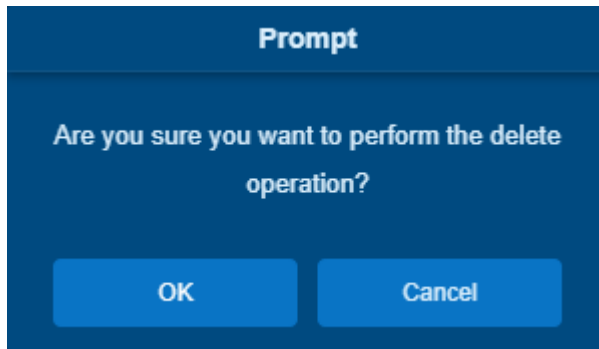 Prompt
Are you sure you want to perform the delete
operation?
OK
Cancel